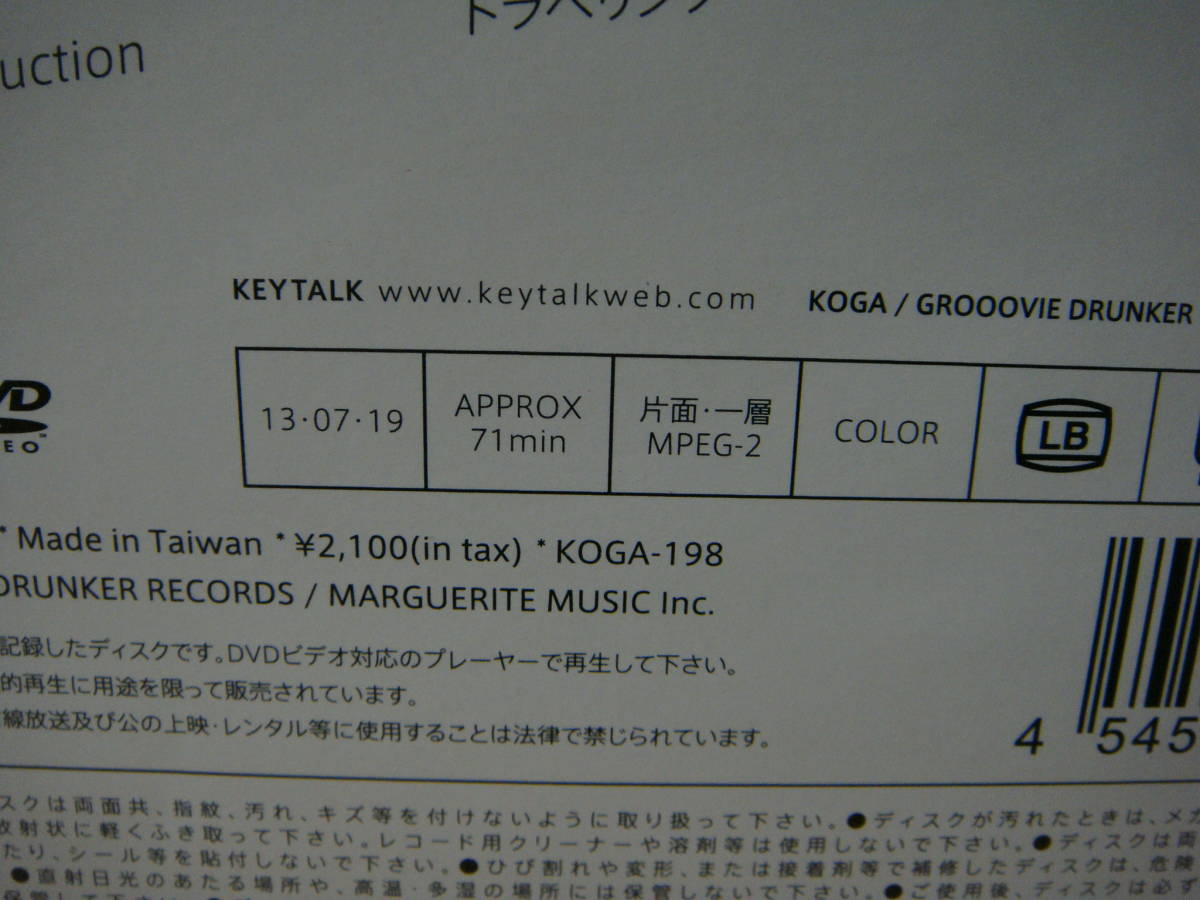 トラベリング
uction
KEYTALK www.keytalkweb.com KOGA / GROOOVIE DRUNKER
13·07·19
APPROX
71min
片面·一層
MPEG-2
COLOR
LB
* Made in Taiwan * ¥2,100(in tax) * KOGA-198
DRUNKER RECORDS / MARGUERITE MUSIC Inc.
記録したディスクです。DVDビデオ対応のプレーヤーで再生して下さい。
的再生に用途を限って販売されています。
線放送及び公の上映·レンタル等に使用することは法律で禁じられています。
4 545
スクは両面共、指紋、汚れ、キズ等を付けないように取り扱って下さい。●ディスクが汚れたときは、メガ
放射状に軽くふき取って下さい。レコード用クリーナーや溶剤等は使用しないで下さい。●ディスクは両
たり、シール等を貼付しないで下さい。●ひび割れや変形、または接着剤等で補修したディスクは、危険
●直射日光のあたる場所や、高温·多湿の場所には保管しないで下さい。●ご使用後、ディスクは必ず